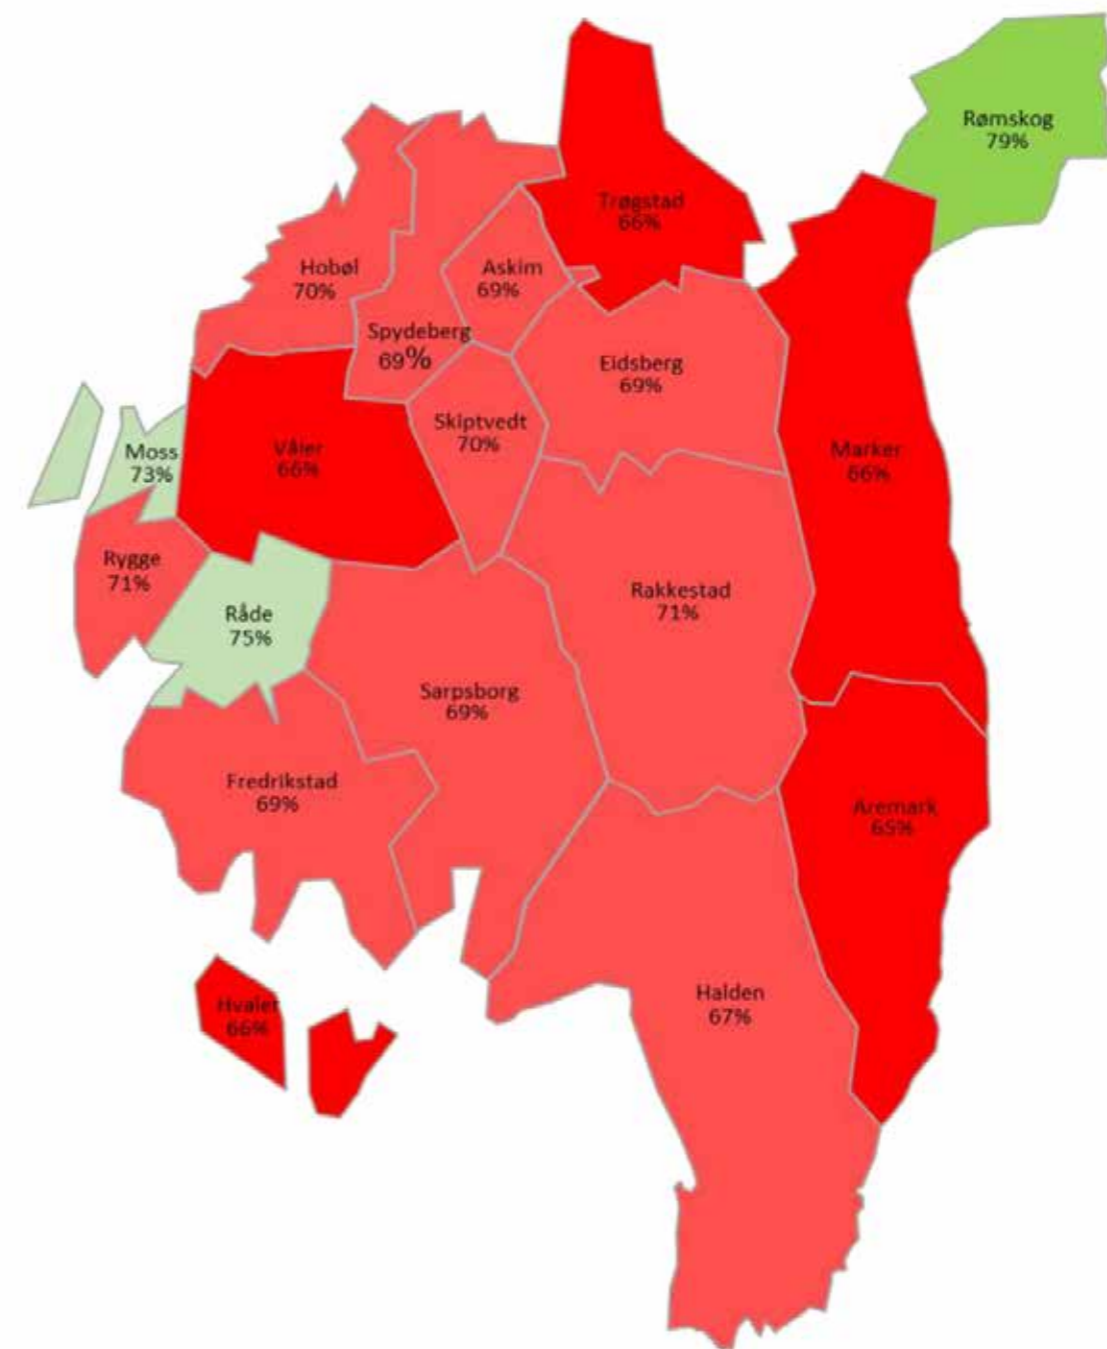 Rømskog
79%
Trøgstad
66%
Hobøl
70%
Askim
69%
Spydeberg
69%
Eidsberg
69%
Skiptvedt
70%
Moss
73%
Våler
66%
Marker
66%
Rygge
71%
Råde
75%
Rakkestad
71%
Sarpsborg
69%
Fredrikstad
69%
Aremark
65%
Hvaler
66%
Halden
67%